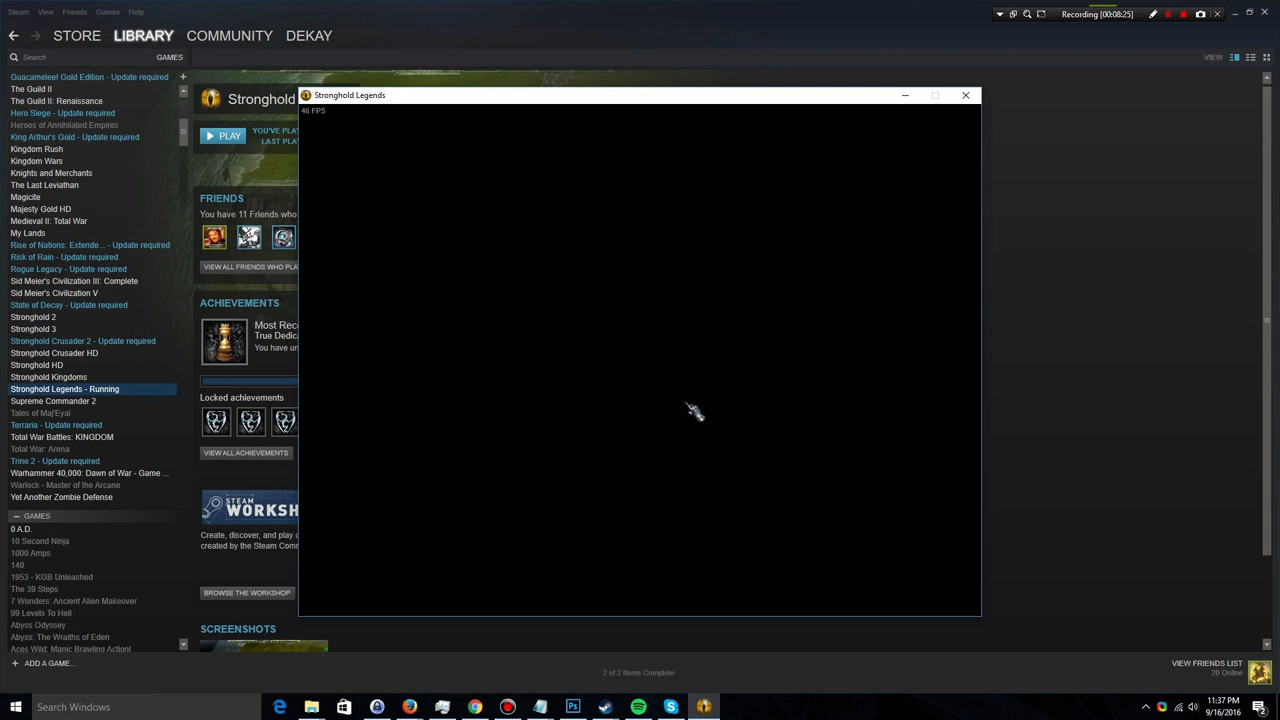 Steam View Friends Games Help
Recording [00:08:25]
STORE LIBRARY COMMUNITY DEKAY
Search GAMES
VIEW
Guacamelee! Gold Edition - Update required
The Guild II
The Guild II: Renaissance
Hero Siege - Update required
Heroes of Annihilated Empires
King Arthur's Gold - Update required
Kingdom Rush
Kingdom Wars
Knights and Merchants
The Last Leviathan
Magicite
Majesty Gold HD
Medieval II: Total War
My Lands
Rise of Nations: Extende... - Update required
Risk of Rain - Update required
Rogue Legacy - Update required
Sid Meier's Civilization III: Complete
Sid Meier's Civilization V
State of Decay - Update required
Stronghold 2
Stronghold 3
Stronghold Crusader 2 - Update required
Stronghold Crusader HD
Stronghold HD
Stronghold Kingdoms
Stronghold Legends - Running
Supreme Commander 2
Tales of Maj'Eyal
Terraria - Update required
Total War Battles: KINGDOM
Total War: Arena
Trine 2 - Update required
Warhammer 40,000: Dawn of War - Game ...
Warlock - Master of the Arcane
Yet Another Zombie Defense
GAMES
0 A.D.
10 Second Ninja
1000 Amps
140
1953 - KGB Unleashed
The 39 Steps
7 Wonders: Ancient Alien Makeover
99 Levels To Hell
Abyss Odyssey
Abyss: The Wraiths of Eden
Aces Wild: Manic Brawling Action!
ADD A GAME...
Stronghold
PLAY
YOU'VE PLA
LAST PLA
FRIENDS
You have 11 Friends who
VIEW ALL FRIENDS WHO PLA
ACHIEVEMENTS
Most Rec
True Dedica
You have un
Locked achievements
VIEW ALL ACHIEVEMENTS
STEAM
WORKSH
Create, discover, and play c
created by the Steam Comm
BROWSE THE WORKSHOP
SCREENSHOTS
Stronghold Legends
46 FPS
2 of 2 Items Complete
VIEW FRIENDS LIST
20 Online
Search Windows
Ps
11:37 PM
9/16/2016
2